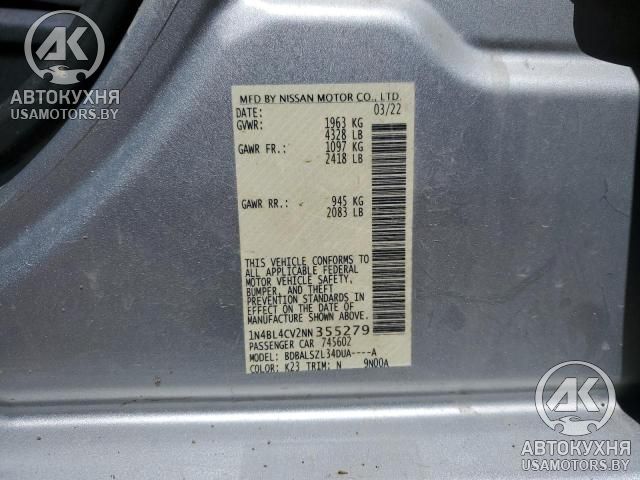 AK
АВТОКУХНЯ
USAMOTORS.BY
MFD BY NISSAN MOTOR CO., LTD.
DATE: 03/22
GVWR: 1963 KG
4328 LB
GAWR FR.: 1097 KG
2418 LB
GAWR RR.: 945 KG
2083 LB
THIS VEHICLE CONFORMS TO
ALL APPLICABLE FEDERAL
MOTOR VEHICLE SAFETY,
BUMPER, AND THEFT
PREVENTION STANDARDS IN
EFFECT ON THE DATE OF
MANUFACTURE SHOWN ABOVE.
1N4BL4CV2NN355279
PASSENGER CAR 745602
MODEL: BDBALSZL34DUA----A
COLOR: K23 TRIM: N 9N00A
AK
АВТОКУХНЯ
USAMOTORS.BY